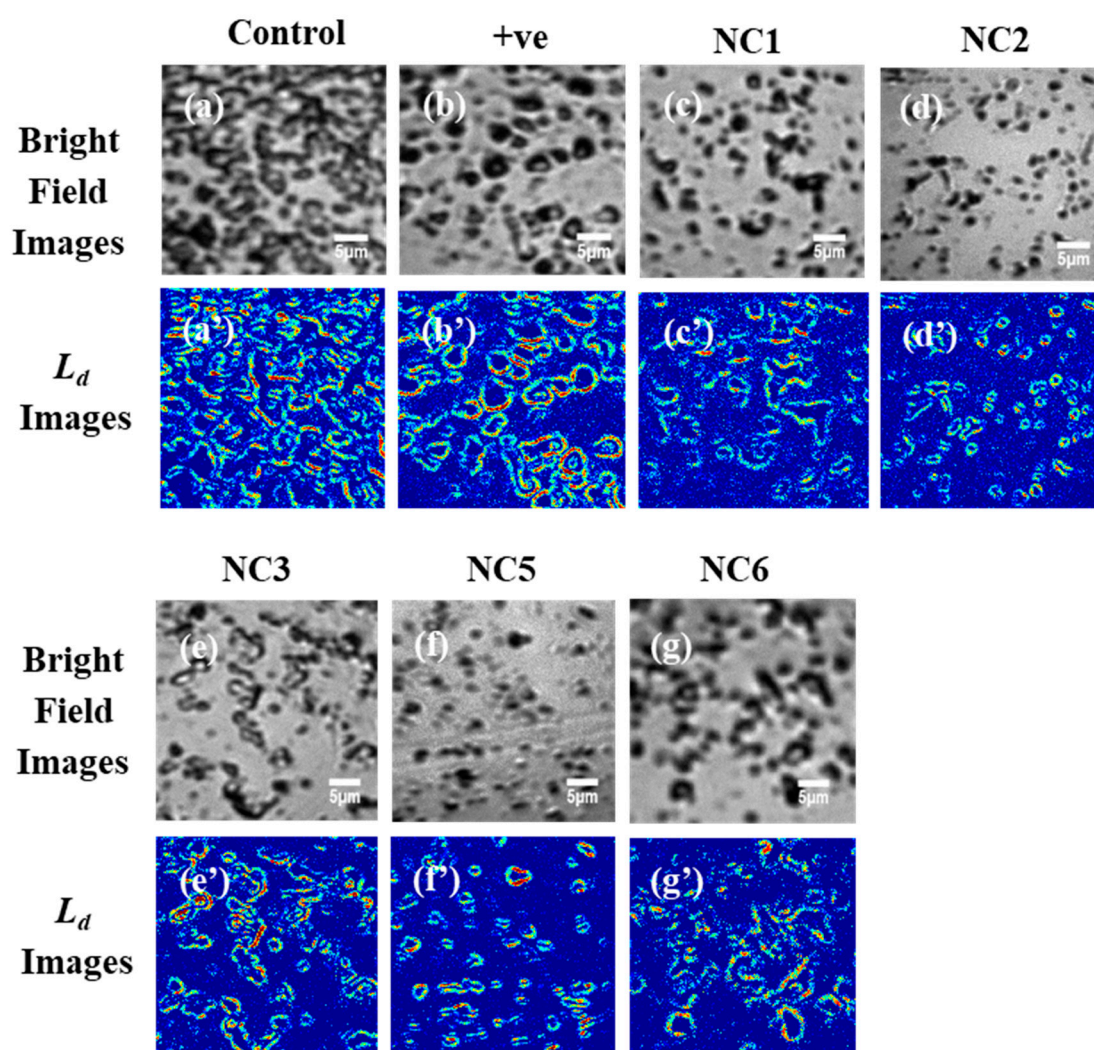 Control +ve NC1 NC2
Bright
Field
Images
(a) (b) (c) (d)
5µm 5µm 5µm 5µm
L_d
Images
(a’) (b’) (c’) (d’)
NC3 NC5 NC6
Bright
Field
Images
(e) (f) (g)
5µm 5µm 5µm
L_d
Images
(e’) (f’) (g’)